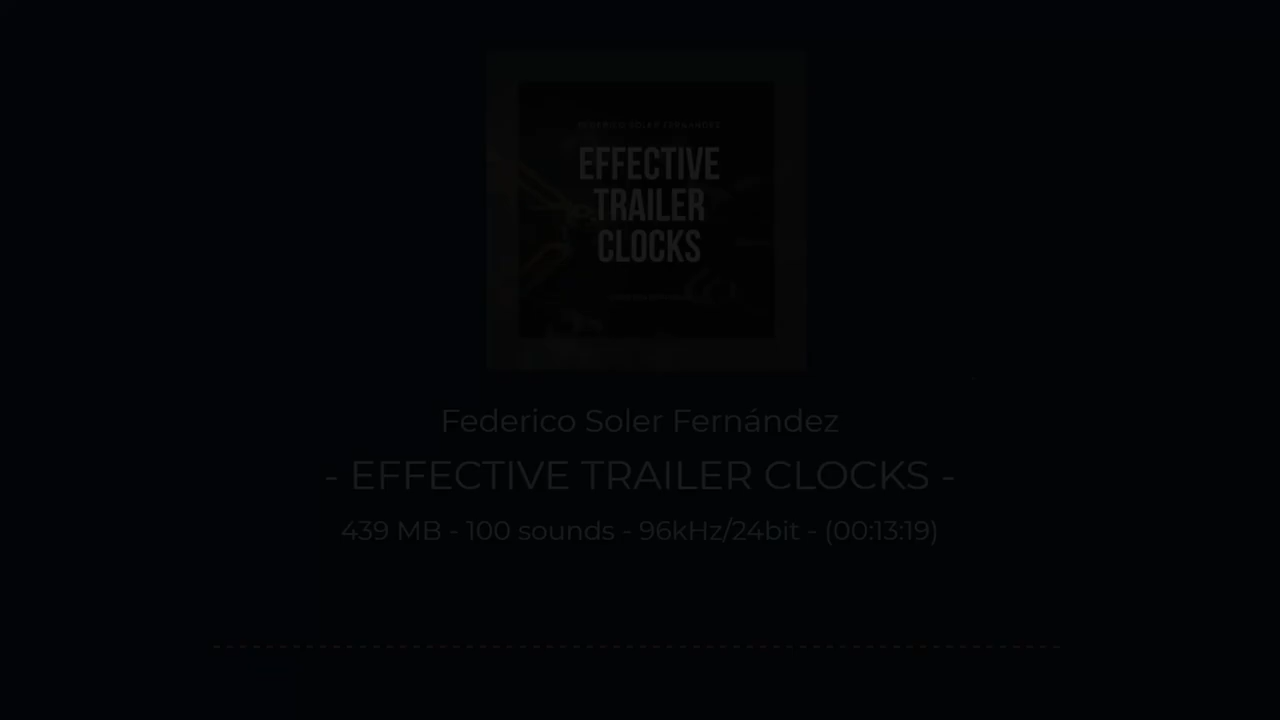 EFFECTIVE
TRAILER
CLOCKS
Federico Soler Fernández
- EFFECTIVE TRAILER CLOCKS -
439 MB - 100 sounds - 96kHz/24bit - (00:13:19)